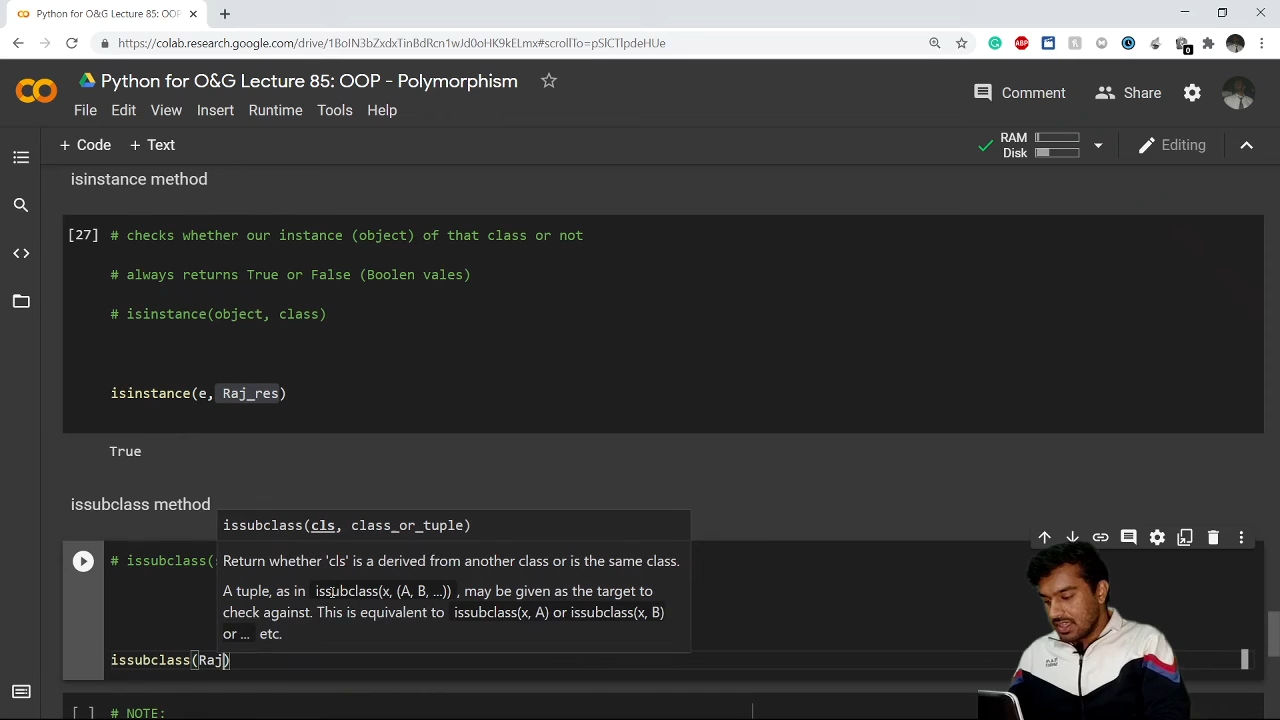 Python for O&G Lecture 85: OOP - P
https://colab.research.google.com/drive/
Python for O&G Lecture 85: OOP - Polymorphism
Comment
Share
File Edit View Insert Runtime Tools Help
+ Code + Text
RAM
Disk
Editing
isinstance method
[27] # checks whether our instance (object) of that class or not
# always returns True or False (Boolen vales)
# isinstance(object, class)
isinstance(e, Raj_res)
True
issubclass method
issubclass(cls, class_or_tuple)
# issubclass(
Return whether 'cls' is a derived from another class or is the same class.
A tuple, as in issubclass(x, (A, B, ...)) , may be given as the target to
check against. This is equivalent to issubclass(x, A) or issubclass(x, B)
or ... etc.
issubclass(Raj)
[ ] # NOTE: